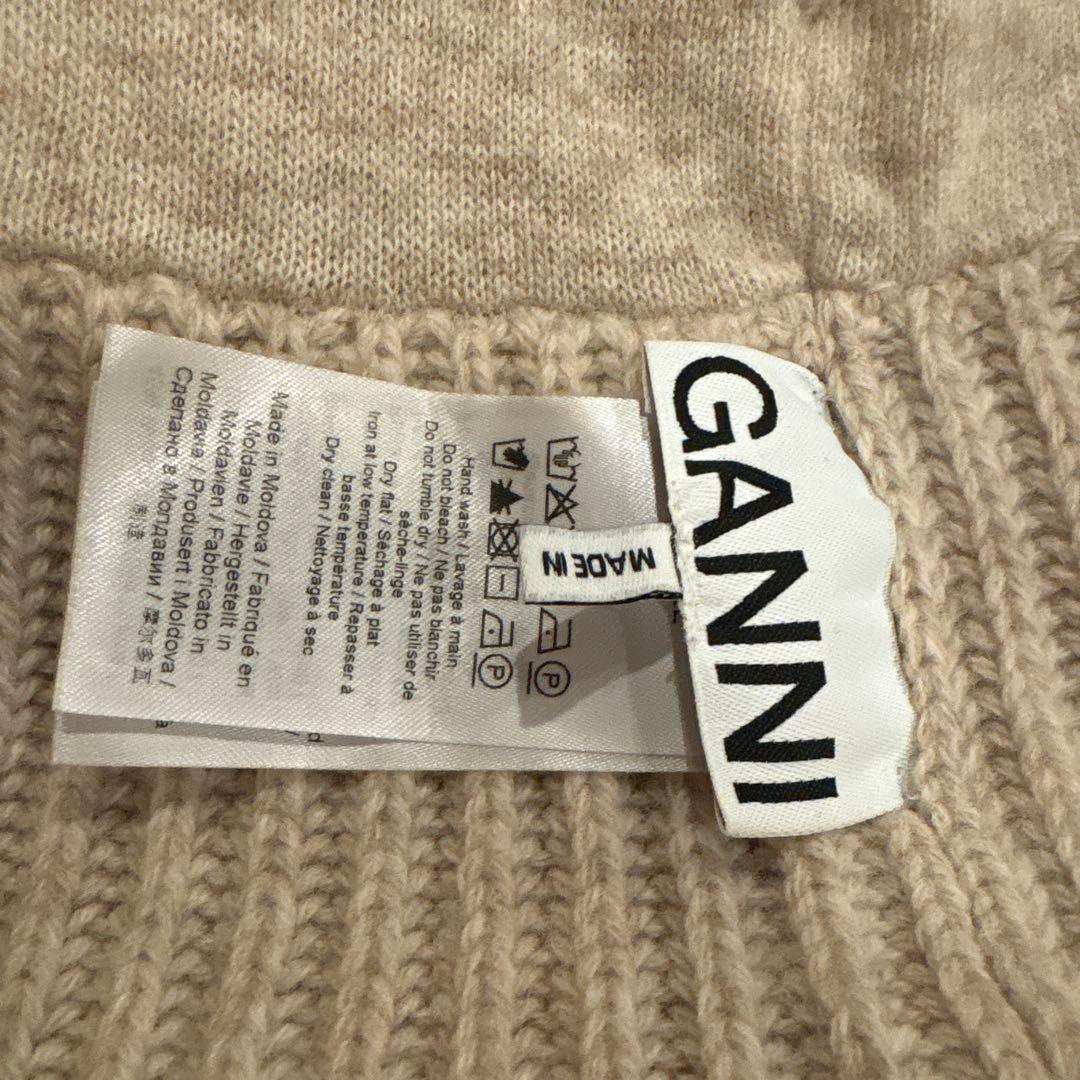 GANNI
MADE IN
P
P
Hand wash / Lavage à main
Do not bleach / Ne pas blanchir
Do not tumble dry / Ne pas utiliser de
sèche-linge
Dry flat / Séchage à plat
Iron at low temperature / Repasser à
basse temperature
Dry clean / Nettoyage à sec
Made in Moldova / Fabriqué en
Moldavie / Hergestellt in
Moldavien / Fabbricato in
Moldavia / Produsert i Moldova /
Сделано в Молдавии / 摩尔多瓦
制造